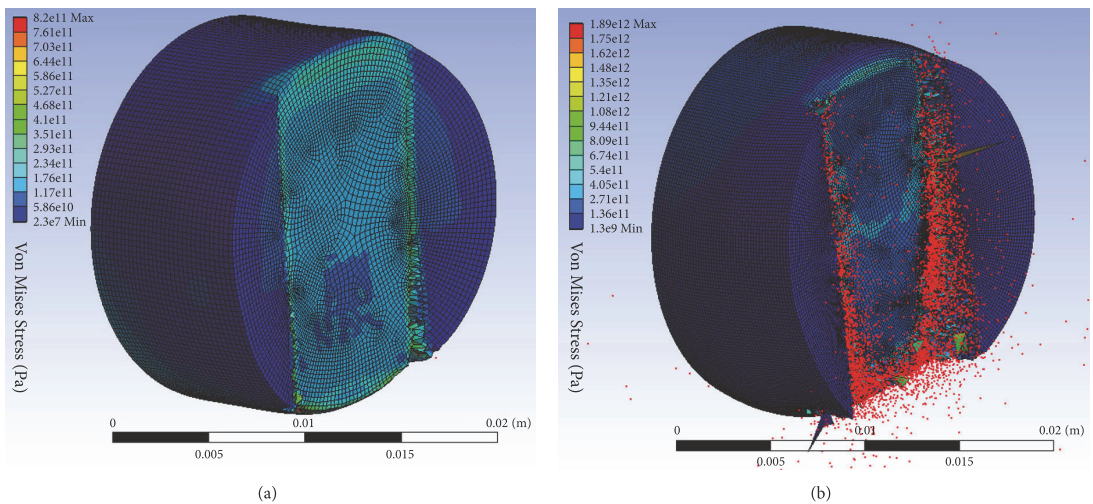 8.2e11 Max
7.61e11
7.03e11
6.44e11
5.86e11
5.27e11
4.68e11
4.1e11
3.51e11
2.93e11
2.34e11
1.76e11
1.17e11
5.86e10
2.3e7 Min
Von Mises Stress (Pa)
0
0.01
0.02 (m)
0.005
0.015
(a)
1.89e12 Max
1.75e12
1.62e12
1.48e12
1.35e12
1.21e12
1.08e12
9.44e11
8.09e11
6.74e11
5.4e11
4.05e11
2.71e11
1.36e11
1.3e9 Min
Von Mises Stress (Pa)
0
0.01
0.02 (m)
0.005
0.015
(b)